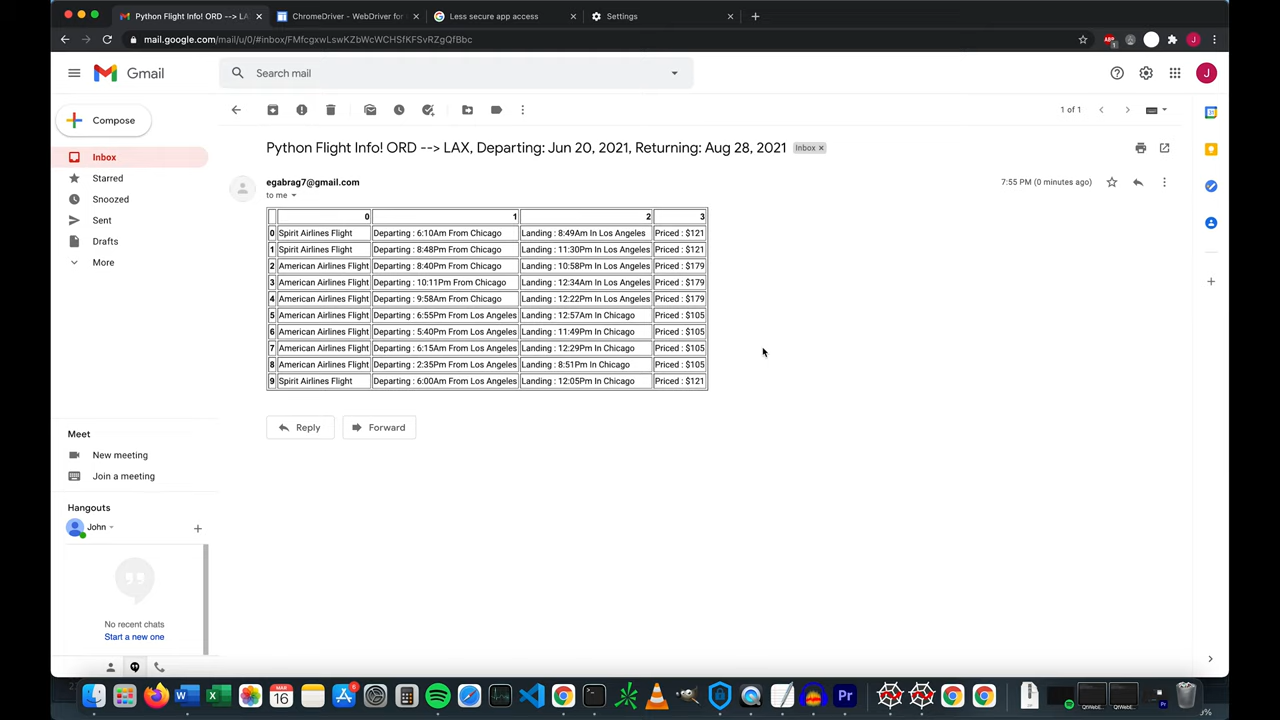 Python Flight Info! ORD --> LA
ChromeDriver - WebDriver for
Less secure app access
Settings
mail.google.com/mail/u/0/#inbox/FMfcgxwLswKZbWcWCHSfKFSvRZgQfBbc
J
Gmail
Search mail
J
Compose
1 of 1
Inbox
Starred
Snoozed
Sent
Drafts
More
Python Flight Info! ORD --> LAX, Departing: Jun 20, 2021, Returning: Aug 28, 2021 Inbox
egabrag7@gmail.com
7:55 PM (0 minutes ago)
to me
0 1 2 3
0 Spirit Airlines Flight Departing : 6:10Am From Chicago Landing : 8:49Am In Los Angeles Priced : $121
1 Spirit Airlines Flight Departing : 8:48Pm From Chicago Landing : 11:30Pm In Los Angeles Priced : $121
2 American Airlines Flight Departing : 8:40Pm From Chicago Landing : 10:58Pm In Los Angeles Priced : $179
3 American Airlines Flight Departing : 10:11Pm From Chicago Landing : 12:34Am In Los Angeles Priced : $179
4 American Airlines Flight Departing : 9:58Am From Chicago Landing : 12:22Pm In Los Angeles Priced : $179
5 American Airlines Flight Departing : 6:55Pm From Los Angeles Landing : 12:57Am In Chicago Priced : $105
6 American Airlines Flight Departing : 5:40Pm From Los Angeles Landing : 11:49Pm In Chicago Priced : $105
7 American Airlines Flight Departing : 6:15Am From Los Angeles Landing : 12:29Pm In Chicago Priced : $105
8 American Airlines Flight Departing : 2:35Pm From Los Angeles Landing : 8:51Pm In Chicago Priced : $105
9 Spirit Airlines Flight Departing : 6:00Am From Los Angeles Landing : 12:05Pm In Chicago Priced : $121
Reply
Forward
Meet
New meeting
Join a meeting
Hangouts
John
No recent chats
Start a new one
MAR
16
Pr